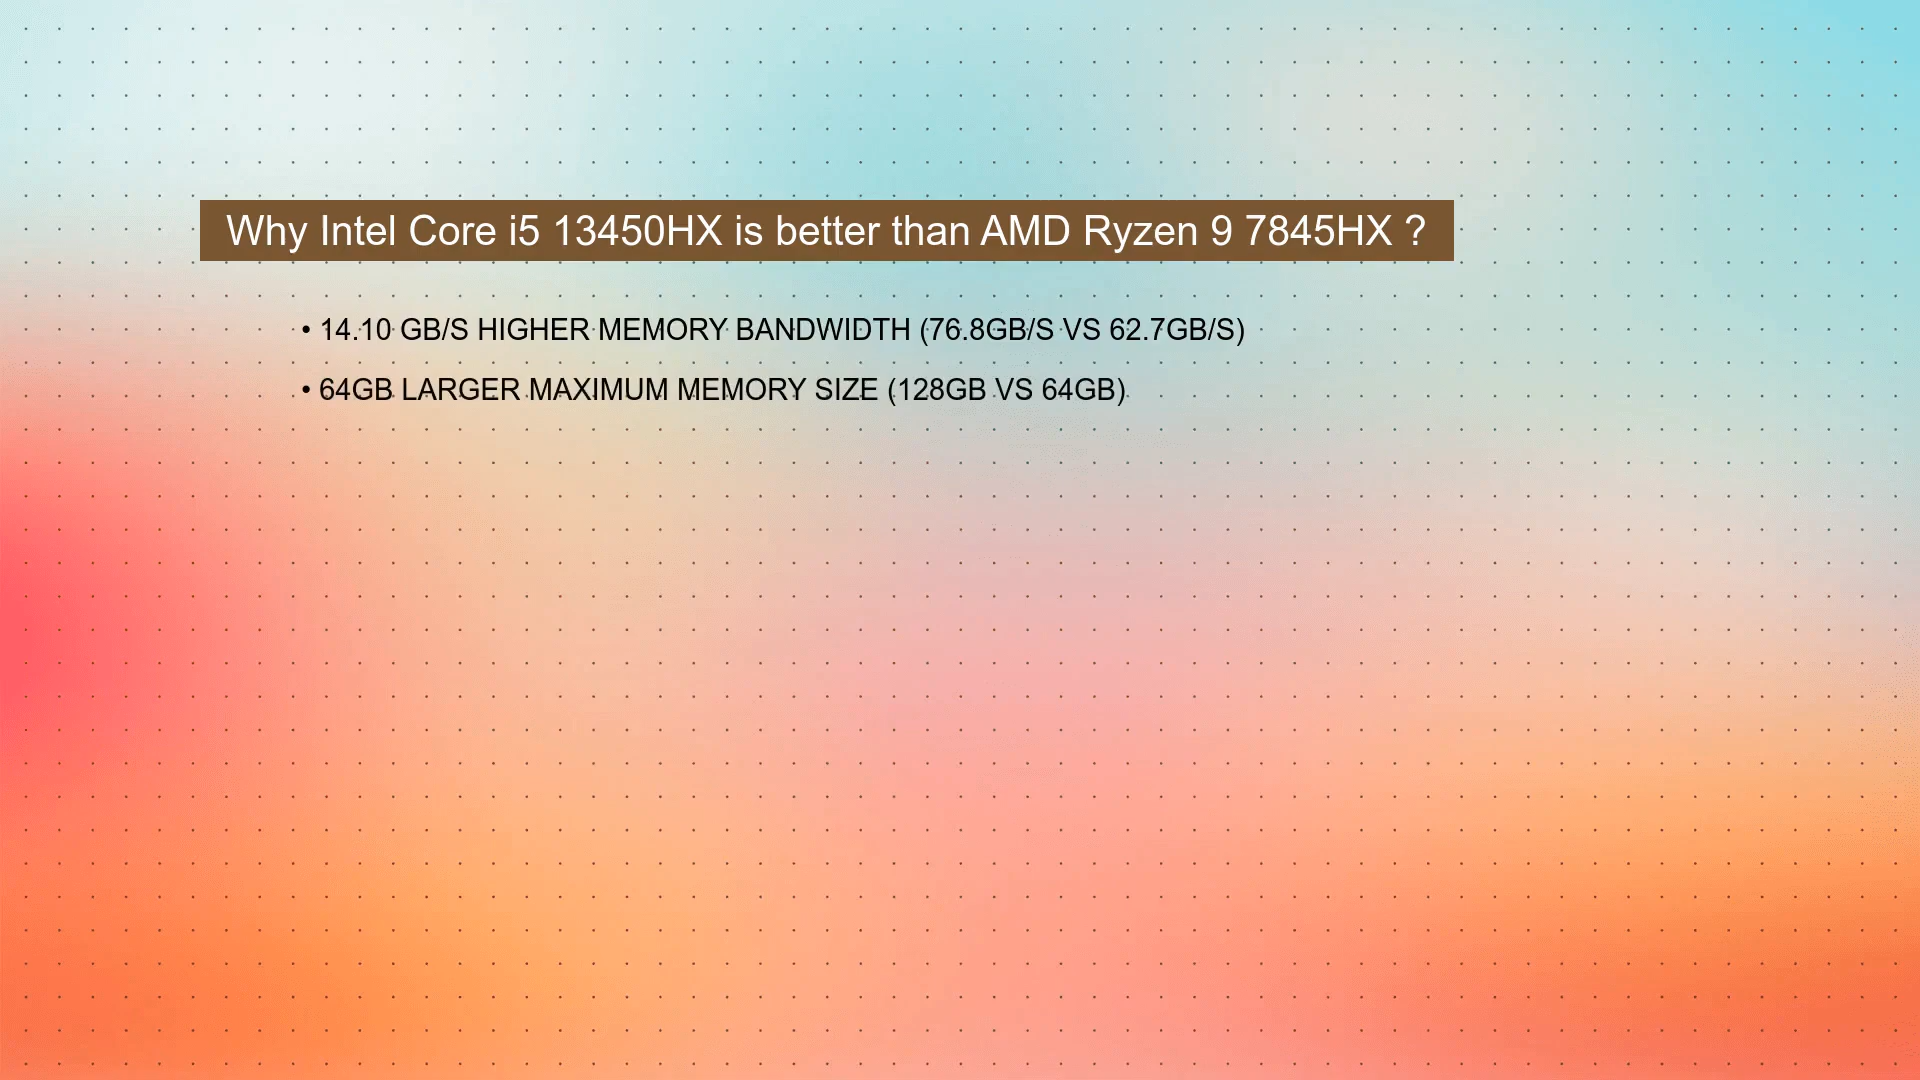 Why Intel Core i5 13450HX is better than AMD Ryzen 9 7845HX ?
• 14.10 GB/S HIGHER MEMORY BANDWIDTH (76.8GB/S VS 62.7GB/S)
• 64GB LARGER MAXIMUM MEMORY SIZE (128GB VS 64GB)